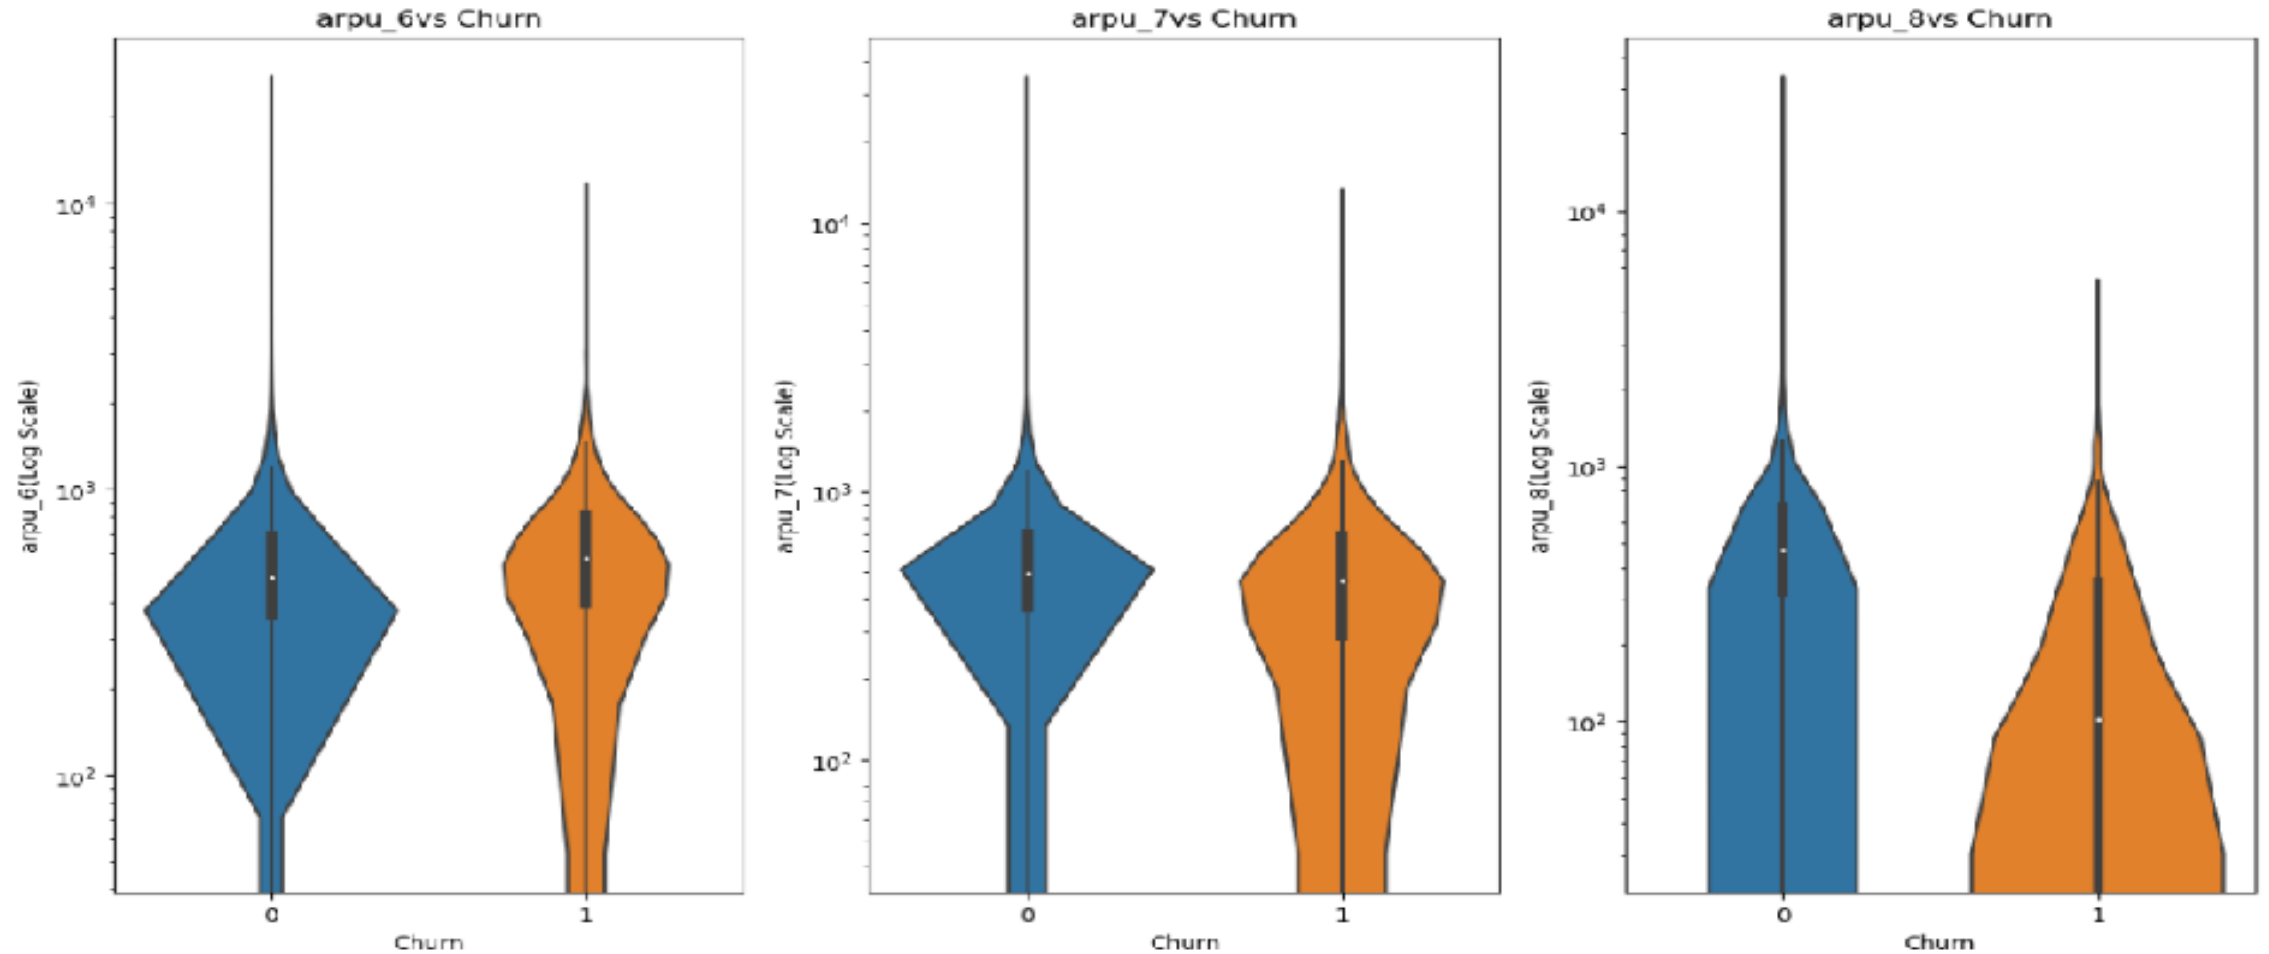 arpu_6vs Churn
arpu_6(Log Scale)
10⁴
10³
10²
0
1
Churn
arpu_7vs Churn
arpu_7(Log Scale)
10⁴
10³
10²
0
1
Churn
arpu_8vs Churn
arpu_8(Log Scale)
10⁴
10³
10²
0
1
Churn